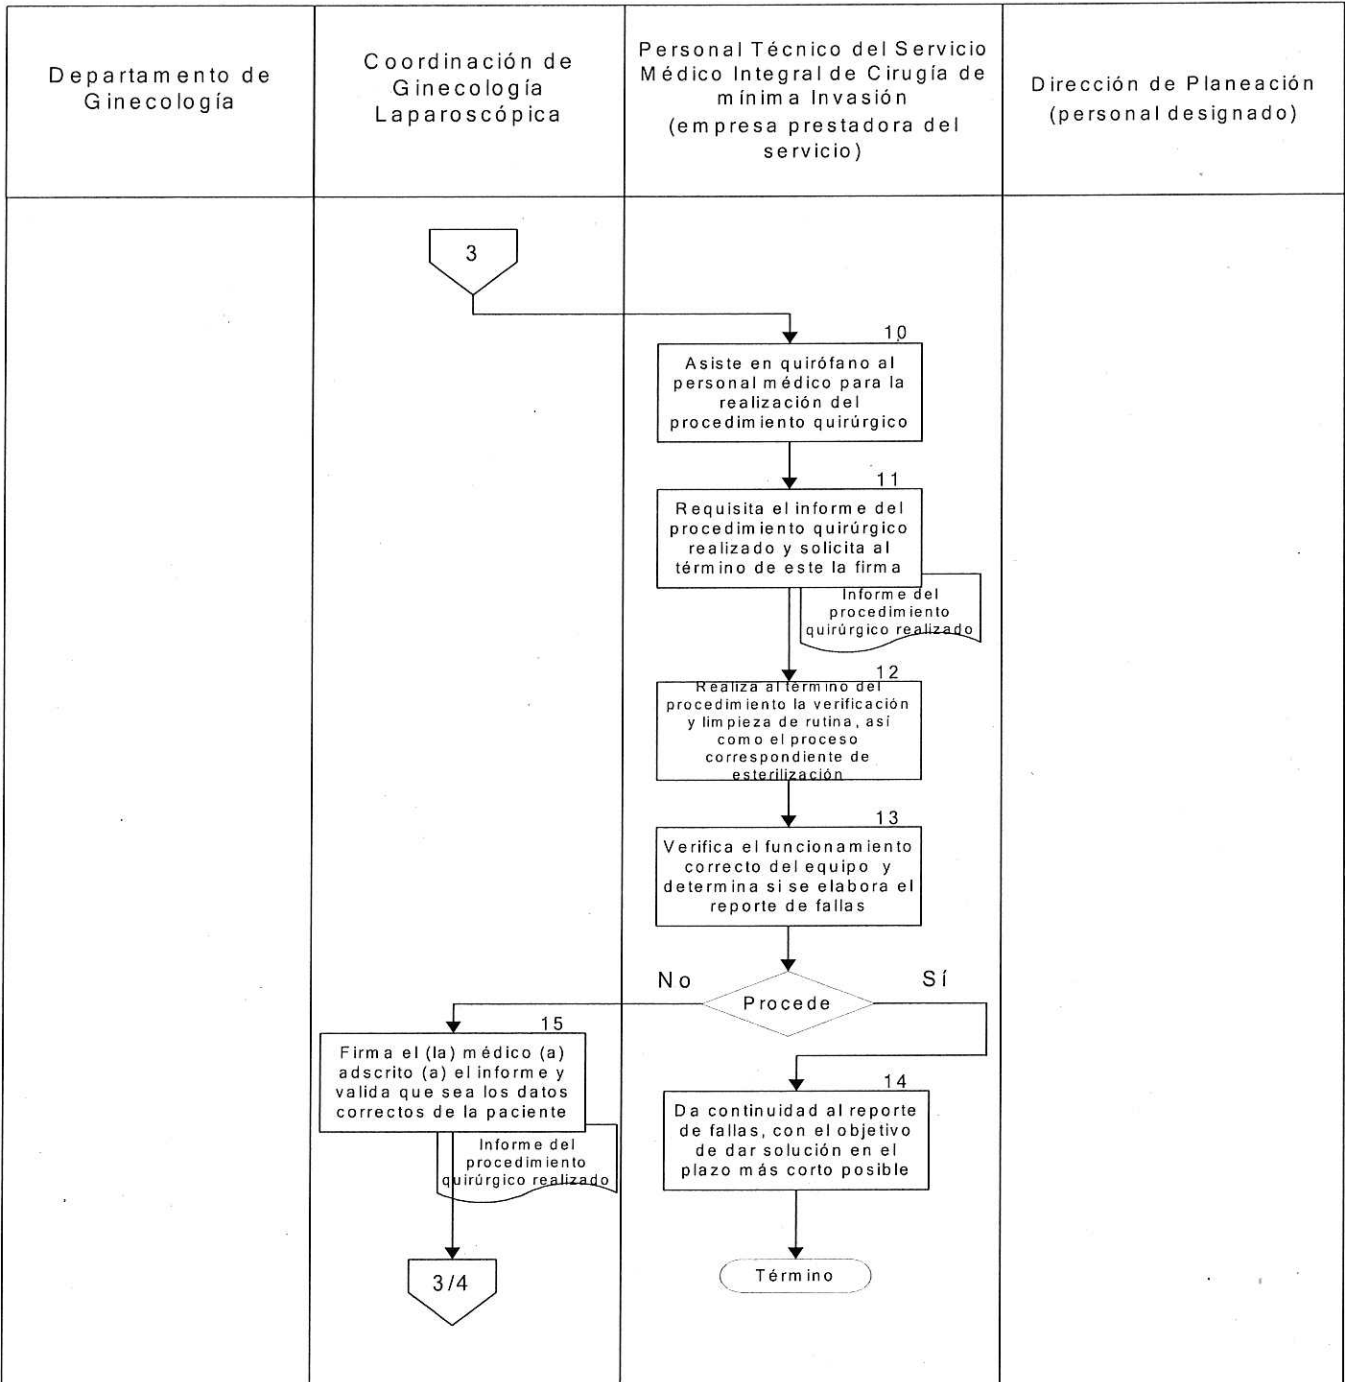 Departamento de
Ginecología
Coordinación de
Ginecología
Laparoscópica
Personal Técnico del Servicio
Médico Integral de Cirugía de
mínima Invasión
(empresa prestadora del
servicio)
Dirección de Planeación
(personal designado)
3
10
Asiste en quirófano al
personal médico para la
realización del
procedimiento quirúrgico
11
Requisita el informe del
procedimiento quirúrgico
realizado y solicita al
término de este la firma
Informe del
procedimiento
quirúrgico realizado
12
Realiza al término del
procedimiento la verificación
y limpieza de rutina, así
como el proceso
correspondiente de
esterilización
13
Verifica el funcionamiento
correcto del equipo y
determina si se elabora el
reporte de fallas
No
Procede
Sí
15
Firma el (la) médico (a)
adscrito (a) el informe y
valida que sea los datos
correctos de la paciente
Informe del
procedimiento
quirúrgico realizado
3/4
14
Da continuidad al reporte
de fallas, con el objetivo
de dar solución en el
plazo más corto posible
Término